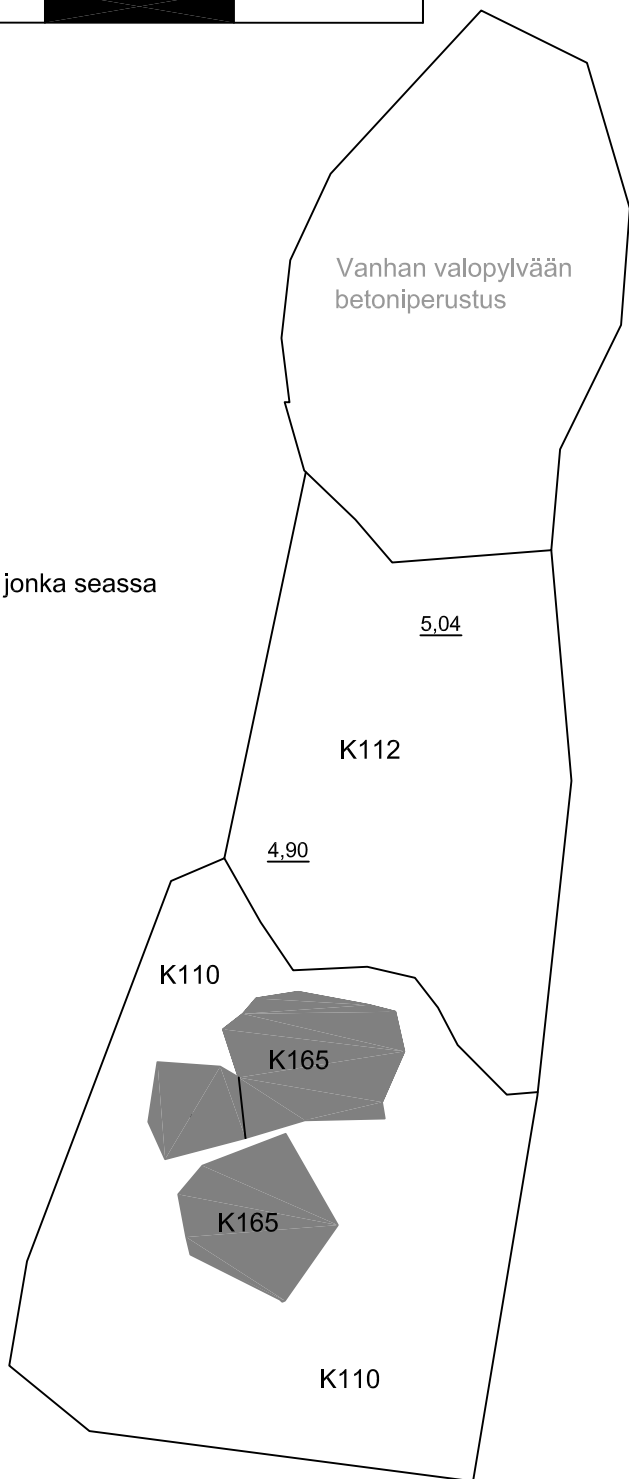 Vanhan valopylvään
betoniperustus
jonka seassa
5,04
K112
4,90
K110
K165
K165
K110